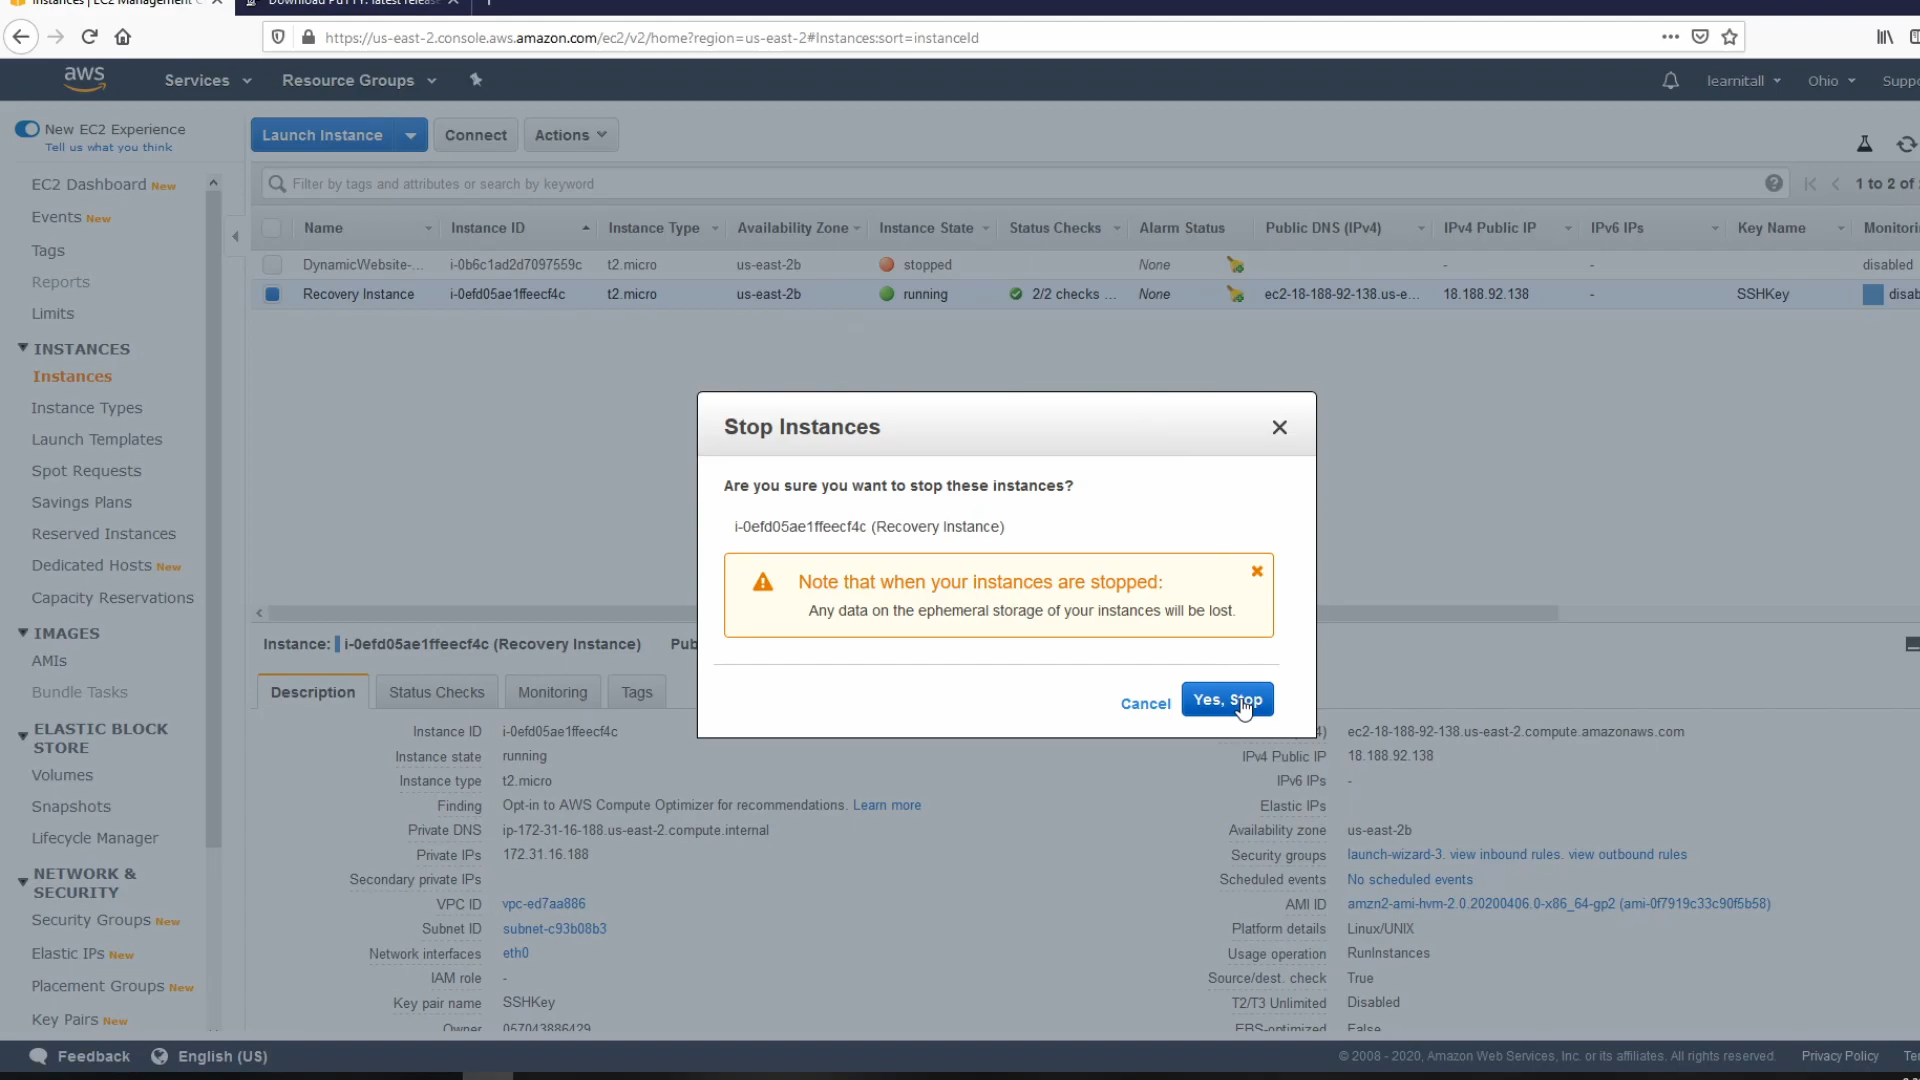 Instances | EC2 Management C
Download PuTTY: latest release
https://us-east-2.console.aws.amazon.com/ec2/v2/home?region=us-east-2#Instances:sort=instanceId
aws Services Resource Groups learnitall Ohio Suppo
New EC2 Experience
Tell us what you think
Launch Instance Connect Actions
Filter by tags and attributes or search by keyword
1 to 2 of
Name Instance ID Instance Type Availability Zone Instance State Status Checks Alarm Status Public DNS (IPv4) IPv4 Public IP IPv6 IPs Key Name Monitori
DynamicWebsite-... i-0b6c1ad2d7097559c t2.micro us-east-2b stopped None - - disabled
Recovery Instance i-0efd05ae1ffeecf4c t2.micro us-east-2b running 2/2 checks ... None ec2-18-188-92-138.us-e... 18.188.92.138 - SSHKey disab
EC2 Dashboard New
Events New
Tags
Reports
Limits
INSTANCES
Instances
Instance Types
Launch Templates
Spot Requests
Savings Plans
Reserved Instances
Dedicated Hosts New
Capacity Reservations
IMAGES
AMIs
Bundle Tasks
ELASTIC BLOCK
STORE
Volumes
Snapshots
Lifecycle Manager
NETWORK &
SECURITY
Security Groups New
Elastic IPs New
Placement Groups New
Key Pairs New
Stop Instances
Are you sure you want to stop these instances?
i-0efd05ae1ffeecf4c (Recovery Instance)
Note that when your instances are stopped:
Any data on the ephemeral storage of your instances will be lost.
Cancel Yes, Stop
Instance: i-0efd05ae1ffeecf4c (Recovery Instance) Pub
Description Status Checks Monitoring Tags
Instance ID i-0efd05ae1ffeecf4c
Instance state running
Instance type t2.micro
Finding Opt-in to AWS Compute Optimizer for recommendations. Learn more
Private DNS ip-172-31-16-188.us-east-2.compute.internal
Private IPs 172.31.16.188
Secondary private IPs
VPC ID vpc-ed7aa886
Subnet ID subnet-c93b08b3
Network interfaces eth0
IAM role -
Key pair name SSHKey
Owner 057043886429
4) ec2-18-188-92-138.us-east-2.compute.amazonaws.com
IPv4 Public IP 18.188.92.138
IPv6 IPs -
Elastic IPs
Availability zone us-east-2b
Security groups launch-wizard-3. view inbound rules. view outbound rules
Scheduled events No scheduled events
AMI ID amzn2-ami-hvm-2.0.20200406.0-x86_64-gp2 (ami-0f7919c33c90f5b58)
Platform details Linux/UNIX
Usage operation RunInstances
Source/dest. check True
T2/T3 Unlimited Disabled
EBS-optimized False
Feedback English (US) © 2008 - 2020, Amazon Web Services, Inc. or its affiliates. All rights reserved. Privacy Policy Te